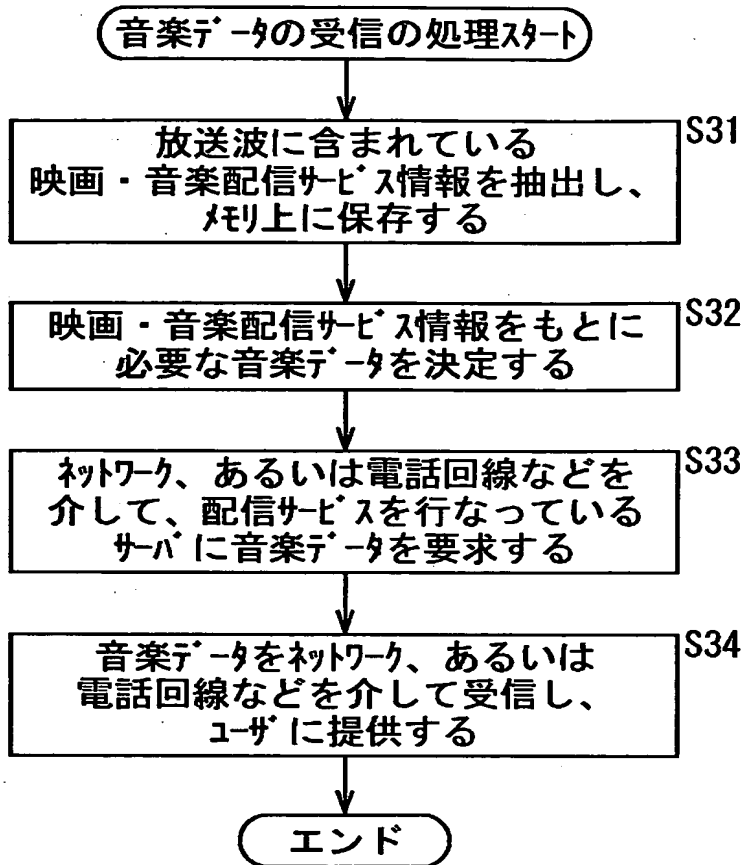 音楽ﾃﾞｰﾀの受信の処理ｽﾀｰﾄ
S31
放送波に含まれている
映画・音楽配信ｻｰﾋﾞｽ情報を抽出し、
ﾒﾓﾘ上に保存する
S32
映画・音楽配信ｻｰﾋﾞｽ情報をもとに
必要な音楽ﾃﾞｰﾀを決定する
S33
ﾈｯﾄﾜｰｸ、あるいは電話回線などを
介して、配信ｻｰﾋﾞｽを行なっている
ｻｰﾊﾞに音楽ﾃﾞｰﾀを要求する
S34
音楽ﾃﾞｰﾀをﾈｯﾄﾜｰｸ、あるいは
電話回線などを介して受信し、
ﾕｰｻﾞに提供する
エンド